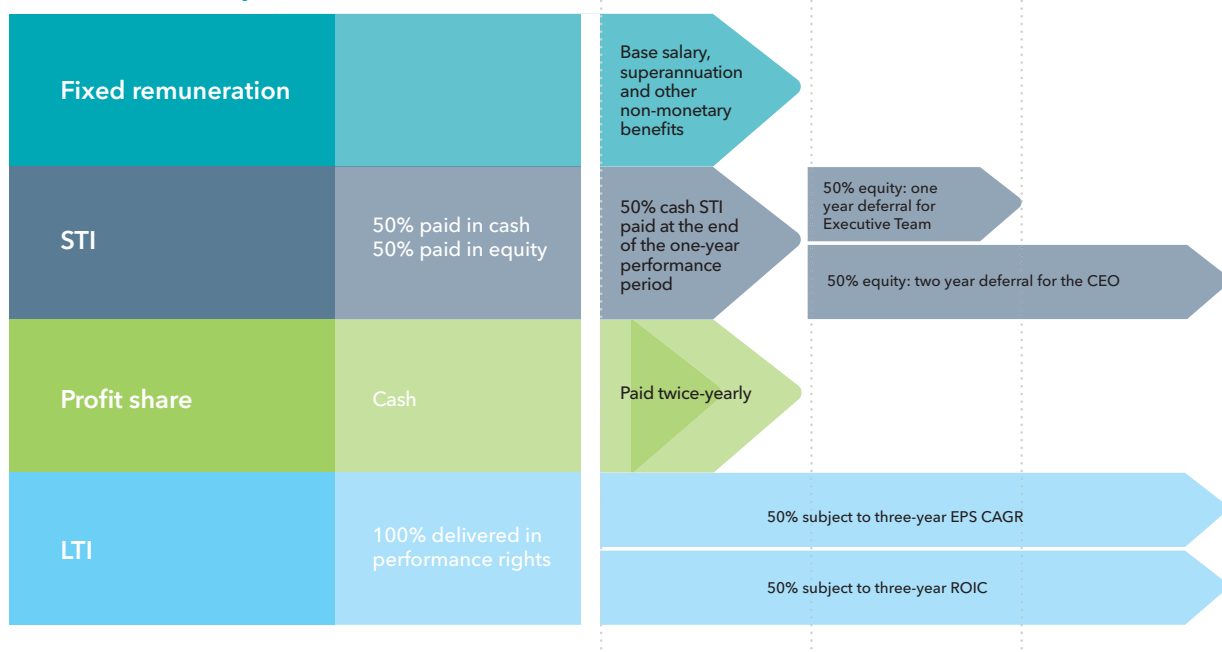 Fixed remuneration
Base salary,
superannuation
and other
non-monetary
benefits
STI
50% paid in cash
50% paid in equity
50% cash STI
paid at the end
of the one-year
performance
period
50% equity: one
year deferral for
Executive Team
50% equity: two year deferral for the CEO
Profit share
Cash
Paid twice-yearly
LTI
100% delivered in
performance rights
50% subject to three-year EPS CAGR
50% subject to three-year ROIC